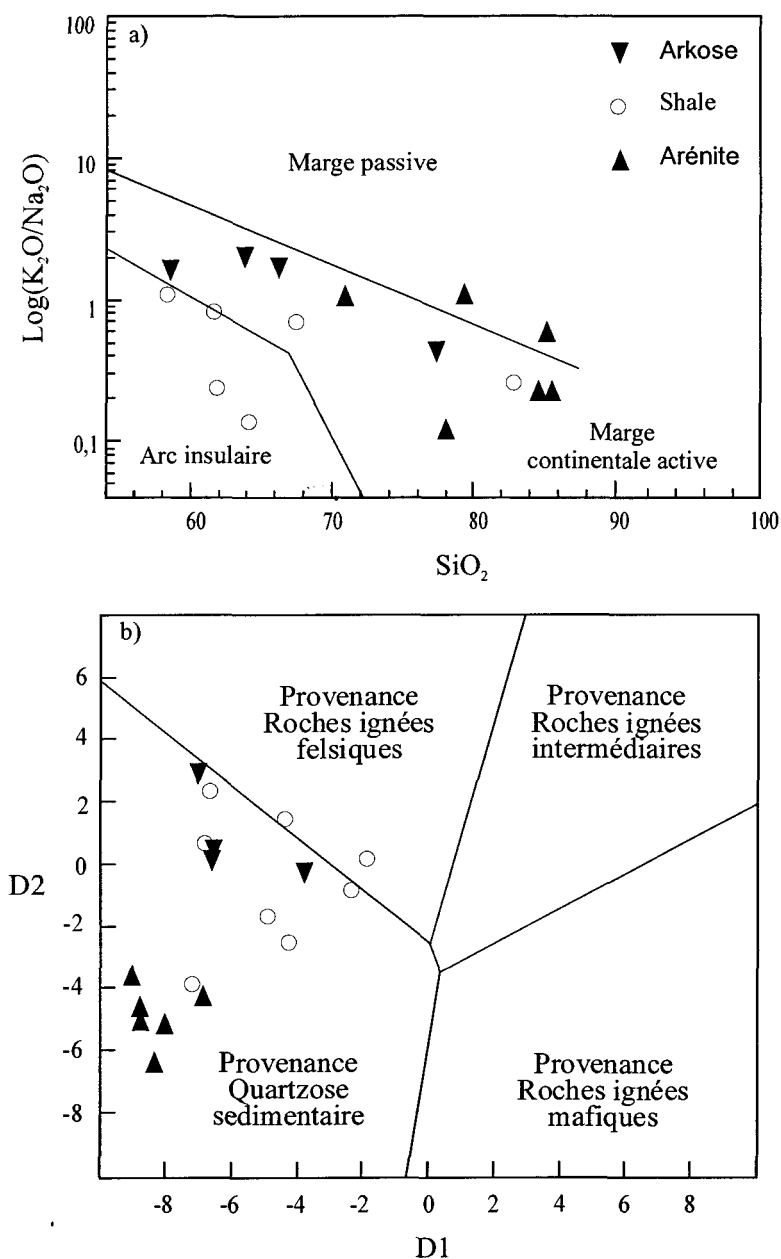 a)
100
10
1
0,1
Log(K₂O/Na₂O)
Arkose
Shale
Arénite
Marge passive
Arc insulaire
Marge
continentale active
60 70 80 90 100
SiO₂
b)
6
4
2
0
-2
-4
-6
-8
D2
Provenance
Roches ignées
felsiques
Provenance
Roches ignées
intermédiaires
Provenance
Quartzose
sedimentaire
Provenance
Roches ignées
mafiques
-8 -6 -4 -2 0 2 4 6 8
D1